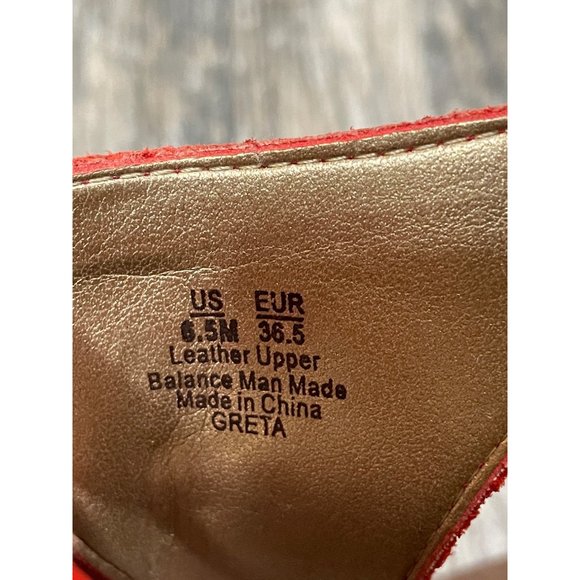 US EUR
6.5M 36.5
Leather Upper
Balance Man Made
Made in China
GRETA